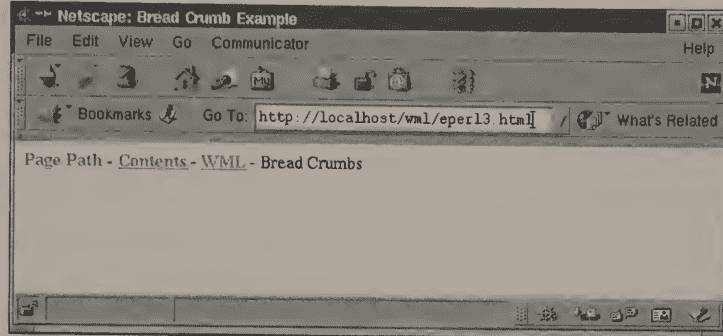 Netscape: Bread Crumb Example
File Edit View Go Communicator Help
My N
Bookmarks Go To: http://localhost/wml/eperl3.html What's Related
Page Path - Contents - WML - Bread Crumbs